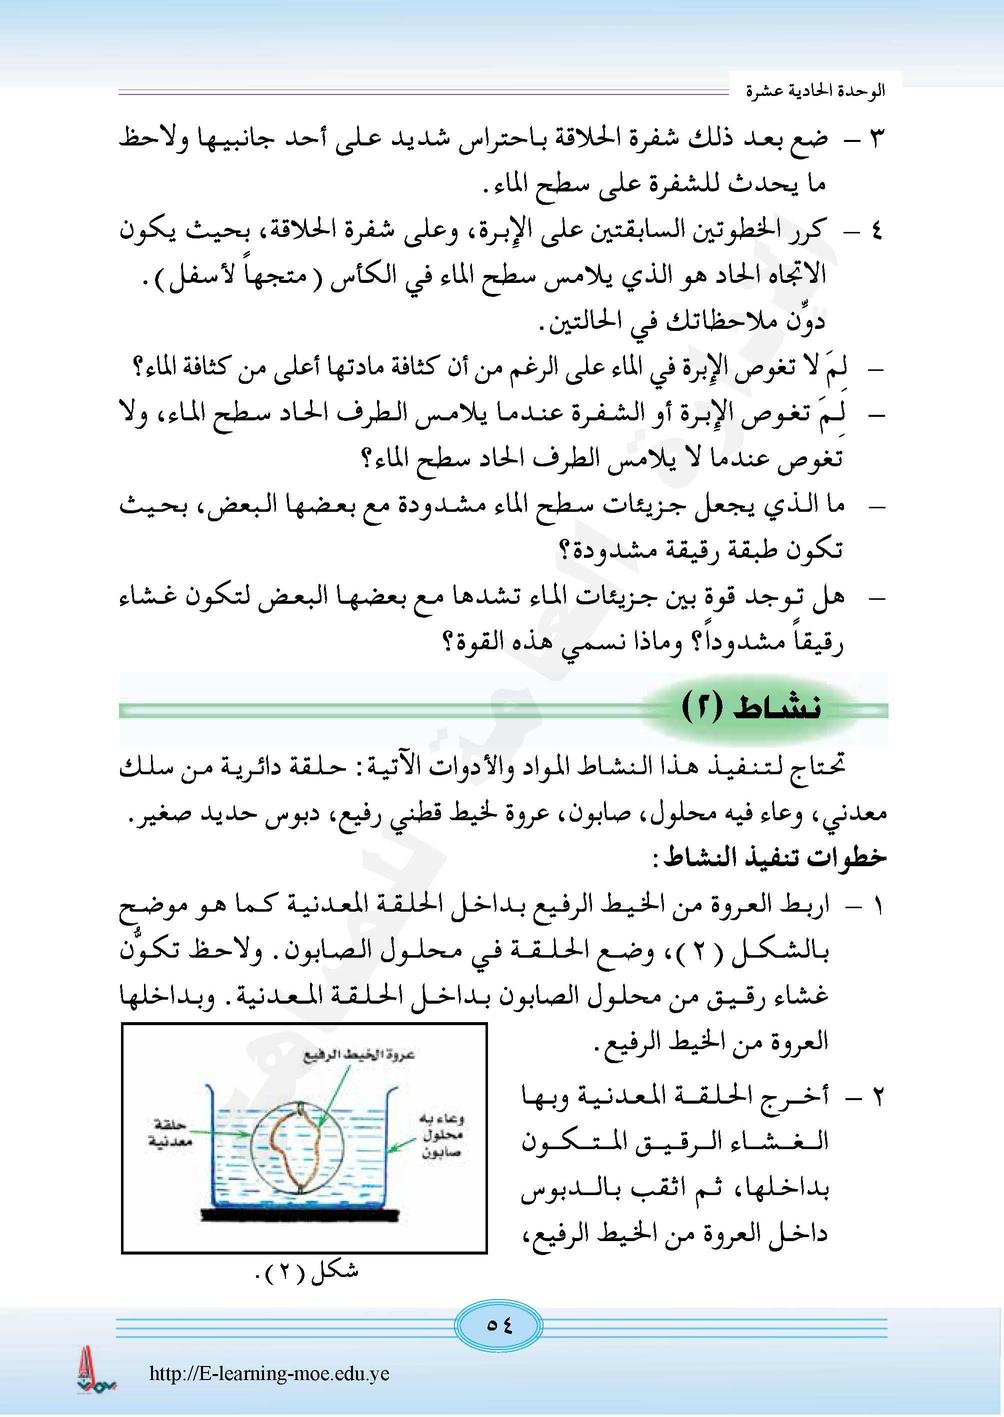 الوحدة الحادية عشرة
٣ – ضع بعد ذلك شفرة الحلاقة باحتراس شديد على أحد جانبيها ولاحظ
ما يحدث للشفرة على سطح الماء.
٤ – كرر الخطوتين السابقتين على الإبرة، وعلى شفرة الحلاقة، بحيث يكون
الاتجاه الحاد هو الذي يلامس سطح الماء في الكأس (متجهاً لأسفل).
دوِّن ملاحظاتك في الحالتين.
– لِمَ لا تغوص الإبرة في الماء على الرغم من أن كثافة مادتها أعلى من كثافة الماء؟
– لِمَ تغوص الإبرة أو الشفرة عندما يلامس الطرف الحاد سطح الماء، ولا
تغوص عندما لا يلامس الطرف الحاد سطح الماء؟
– ما الذي يجعل جزيئات سطح الماء مشدودة مع بعضها البعض، بحيث
تكون طبقة رقيقة مشدودة؟
– هل توجد قوة بين جزيئات الماء تشدها مع بعضها البعض لتكون غشاء
رقيقاً مشدوداً؟ وماذا نسمي هذه القوة؟
نشاط (٢)
تحتاج لتنفيذ هذا النشاط المواد والأدوات الآتية: حلقة دائرية من سلك
معدني، وعاء فيه محلول، صابون، عروة لخيط قطني رفيع، دبوس حديد صغير.
خطوات تنفيذ النشاط:
١ – اربط العروة من الخيط الرفيع بداخل الحلقة المعدنية كما هو موضح
بالشكل (٢)، وضع الحلقة في محلول الصابون. ولاحظ تكوُّن
غشاء رقيق من محلول الصابون بداخل الحلقة المعدنية. وبداخلها
العروة من الخيط الرفيع.
٢ – أخرج الحلقة المعدنية وبها
الغشاء الرقيق المتكون
بداخلها، ثم اثقب بالدبوس
داخل العروة من الخيط الرفيع،
عروة الخيط الرفيع
حلقة
معدنية
وعاء به
محلول
صابون
شكل (٢).
٥٤
http://E-learning-moe.edu.ye